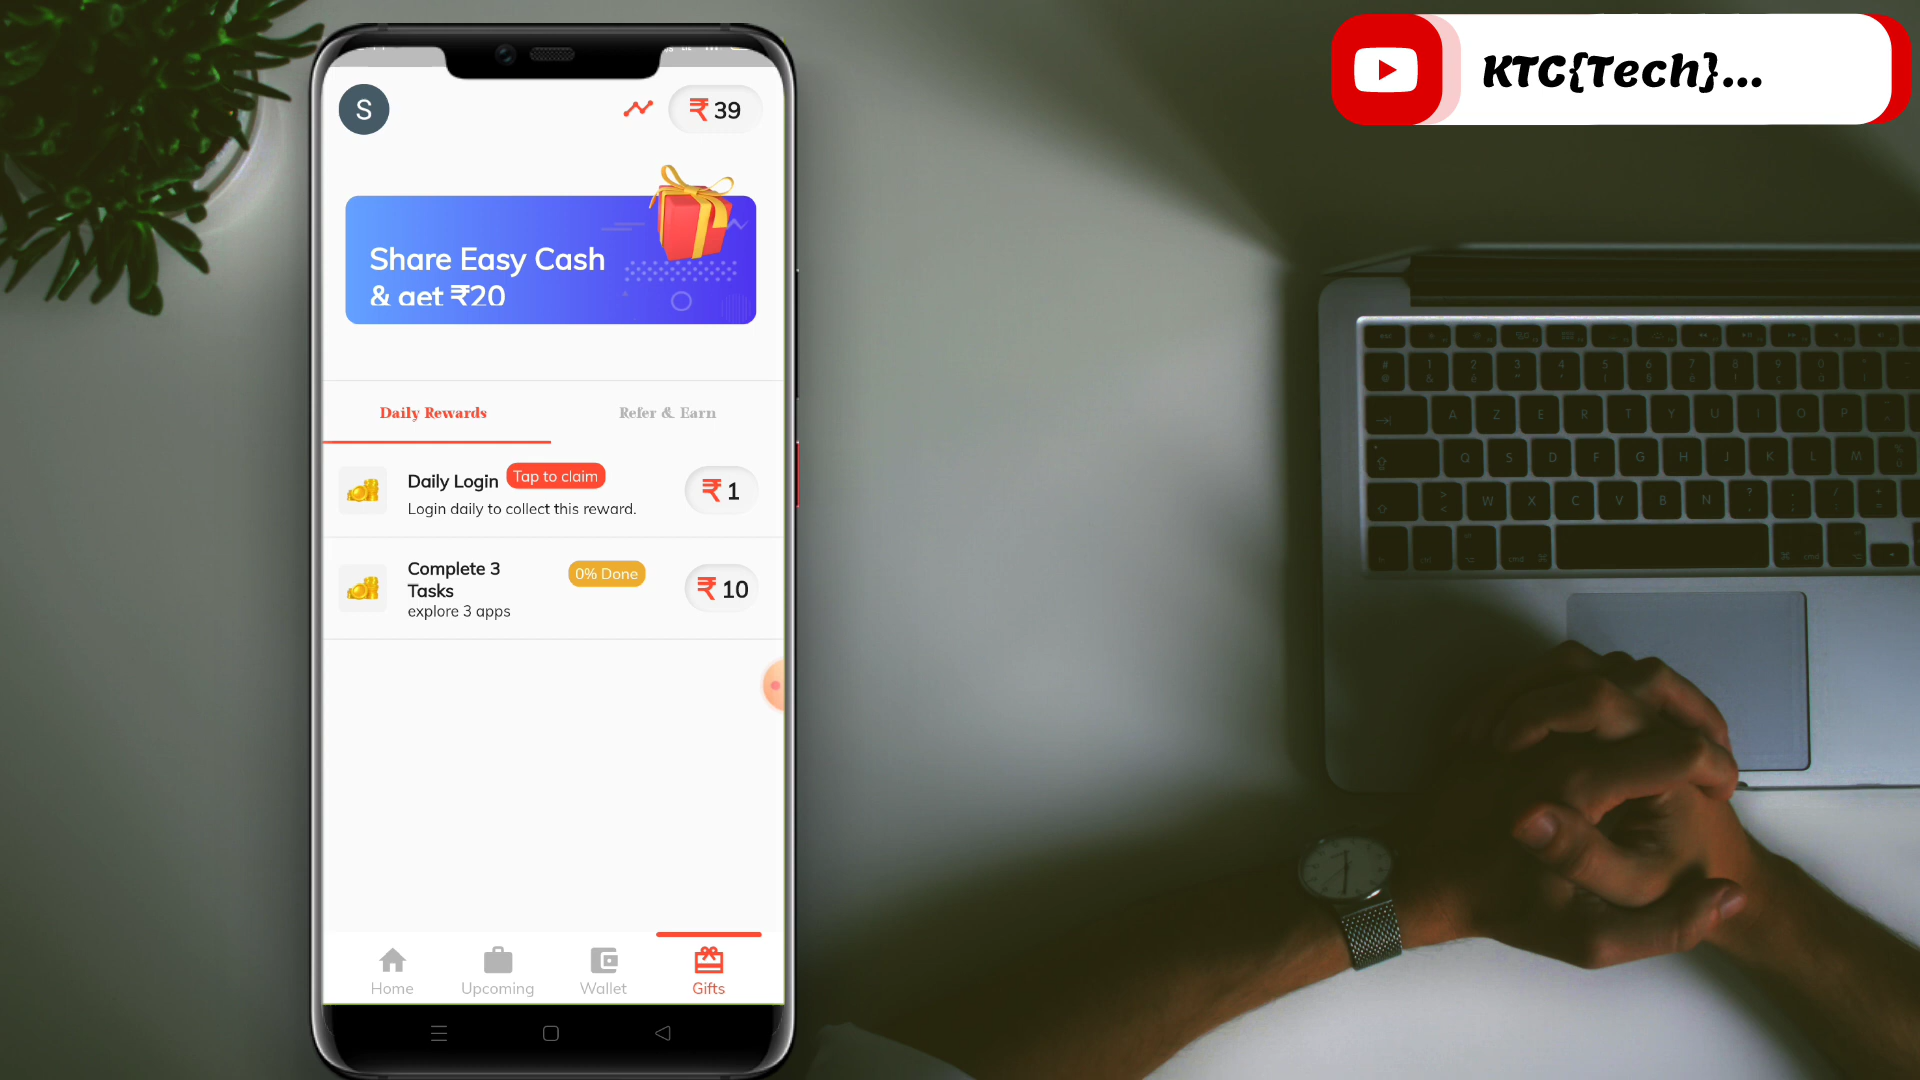 KTC{Tech}...
S
₹ 39
Share Easy Cash
& get ₹20
Daily Rewards
Refer & Earn
Daily Login
Tap to claim
Login daily to collect this reward.
₹ 1
Complete 3
Tasks
0% Done
explore 3 apps
₹ 10
Home
Upcoming
Wallet
Gifts